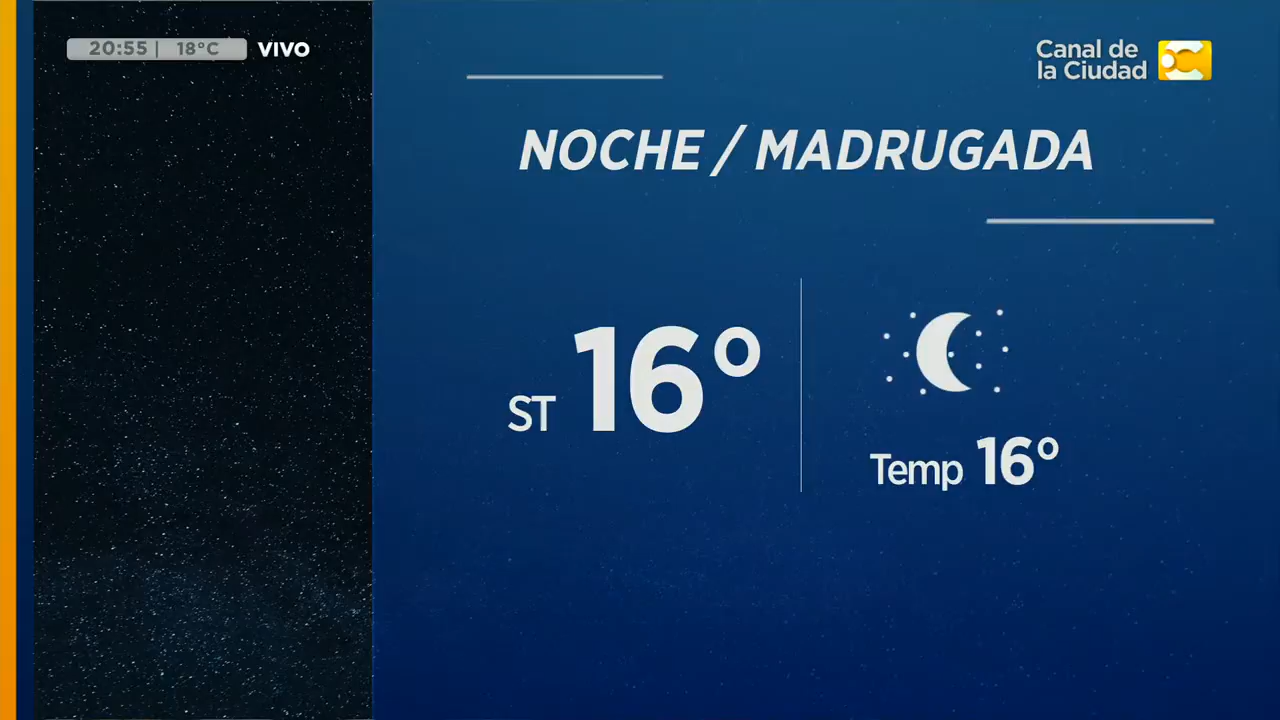 20:55 | 18°C VIVO
Canal de
la Ciudad
NOCHE / MADRUGADA
ST 16°
Temp 16°